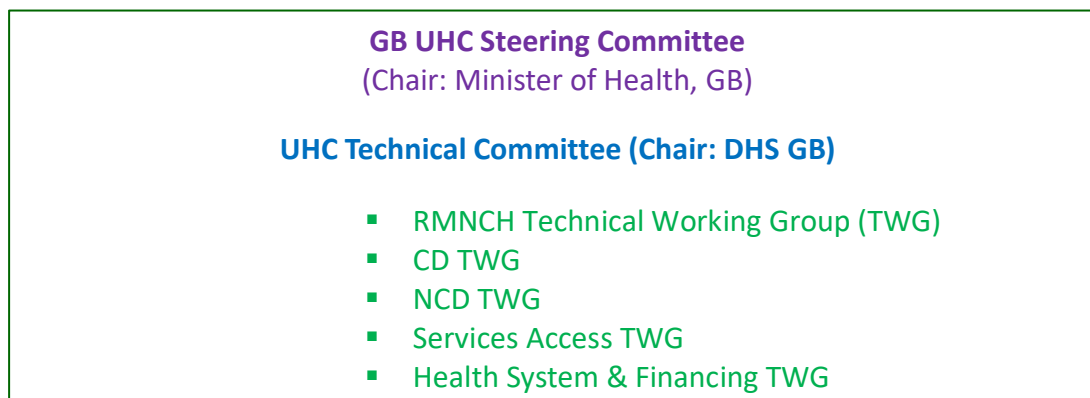 GB UHC Steering Committee
(Chair: Minister of Health, GB)
UHC Technical Committee (Chair: DHS GB)
▪ RMNCH Technical Working Group (TWG)
▪ CD TWG
▪ NCD TWG
▪ Services Access TWG
▪ Health System & Financing TWG